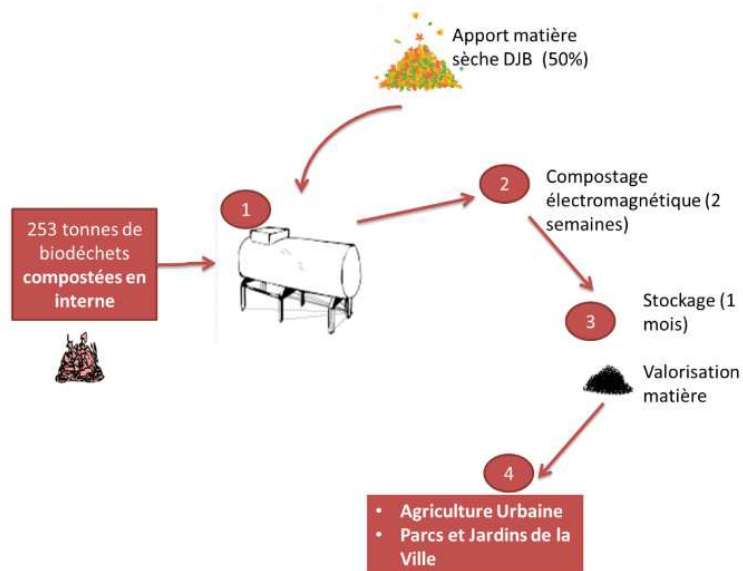 Apport matière
sèche DJB (50%)
1
253 tonnes de
biodéchets
compostées en
interne
2
Compostage
électromagnétique (2
semaines)
3
Stockage (1
mois)
Valorisation
matière
4
• Agriculture Urbaine
• Parcs et Jardins de la
Ville